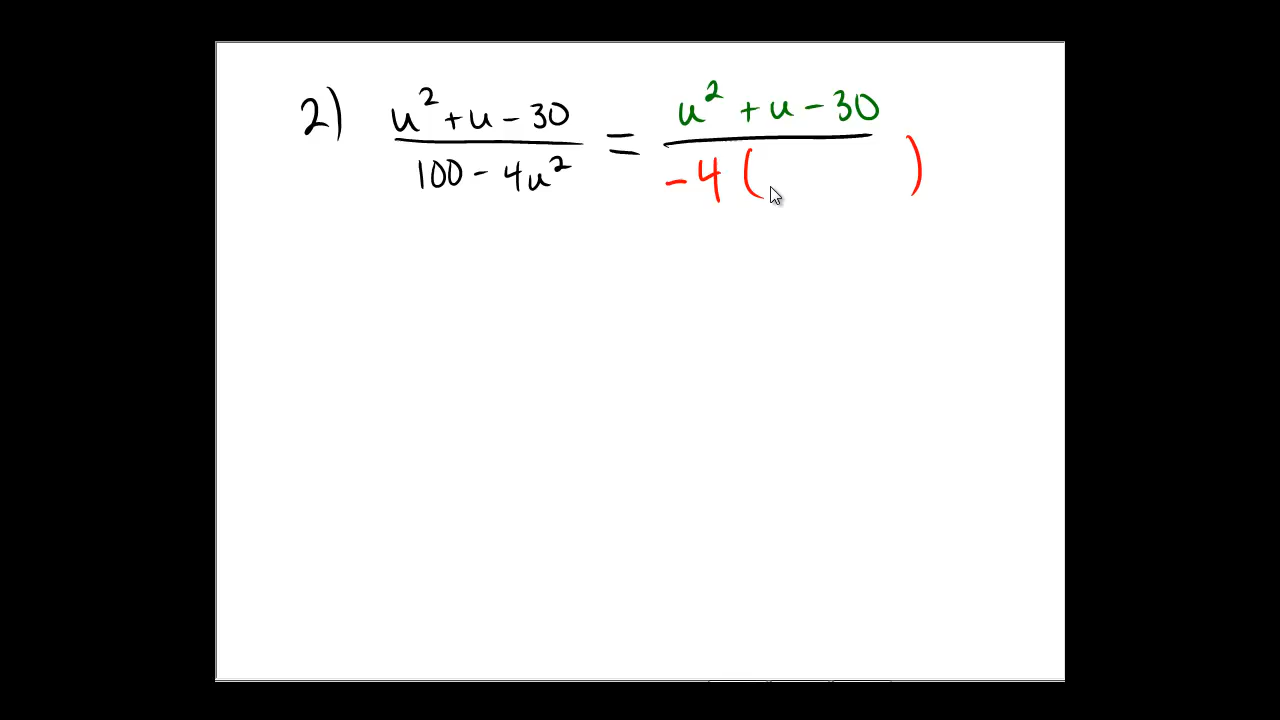 2) u² + u - 30 / 100 - 4u² = u² + u - 30 / -4 ( )